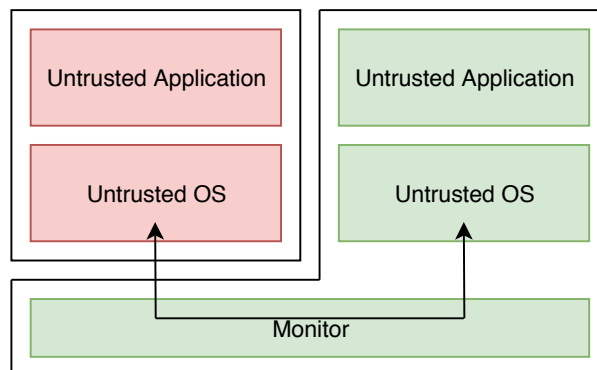 Untrusted Application
Untrusted Application
Untrusted OS
Untrusted OS
Monitor